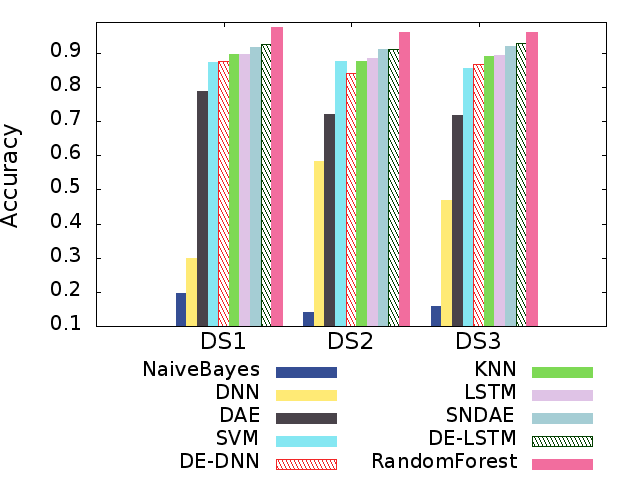 0.9
0.8
0.7
0.6
0.5
0.4
0.3
0.2
0.1
Accuracy
DS1 DS2 DS3
NaiveBayes KNN
DNN LSTM
DAE SNDAE
SVM DE-LSTM
DE-DNN RandomForest